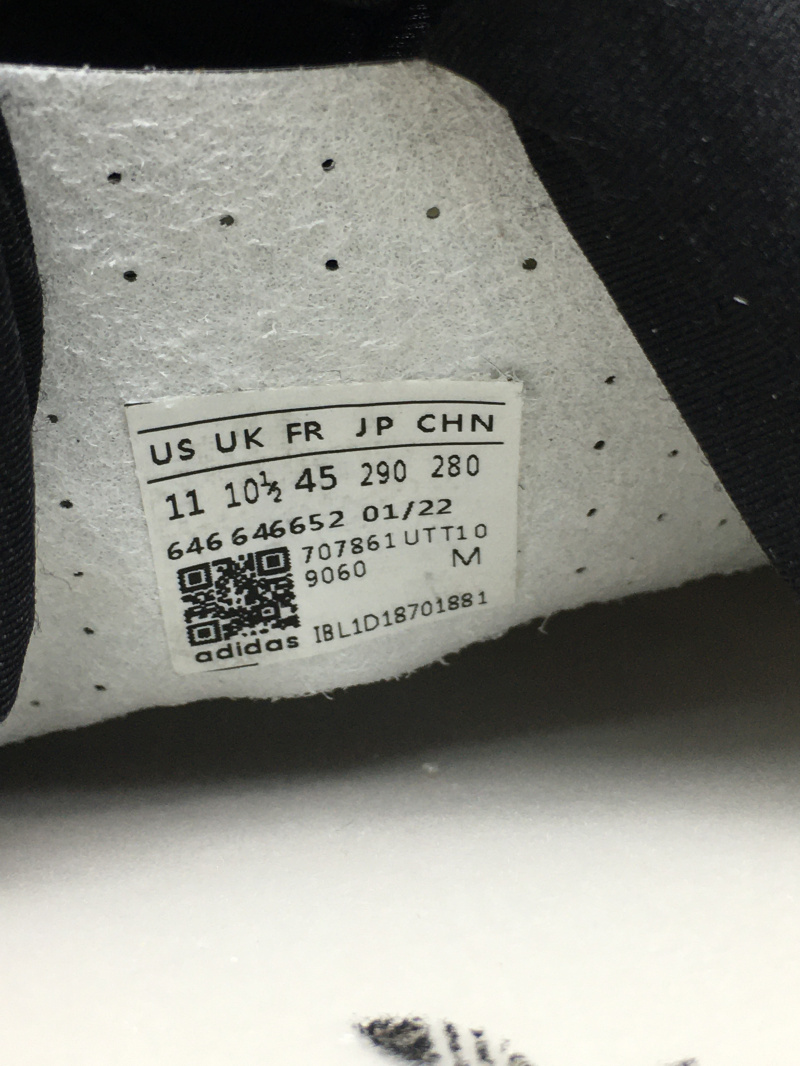 US UK FR JP CHN
11 10½ 45 290 280
646 646652 01/22
707861 UTT10
9060 M
IBL1D18701881
adidas